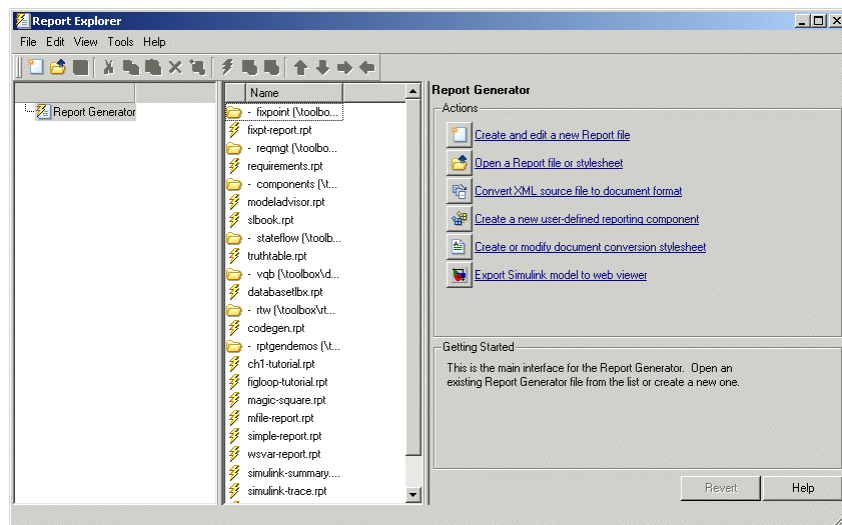 Report Explorer
File Edit View Tools Help
Report Generator
Name
- fixpoint (\toolbo...
fixpt-report.rpt
- reqmgt (\toolbo...
requirements.rpt
- components (\t...
modeladvisor.rpt
slbook.rpt
- stateflow (\toolb...
truthtable.rpt
- vqb (\toolbox\d...
databasetlbx.rpt
- rtw (\toolbox\rt...
codegen.rpt
- rptgendemos (\t...
ch1-tutorial.rpt
figloop-tutorial.rpt
magic-square.rpt
mfile-report.rpt
simple-report.rpt
wsvar-report.rpt
simulink-summary....
simulink-trace.rpt
Report Generator
Actions
Create and edit a new Report file
Open a Report file or stylesheet
Convert XML source file to document format
Create a new user-defined reporting component
Create or modify document conversion stylesheet
Export Simulink model to web viewer
Getting Started
This is the main interface for the Report Generator. Open an
existing Report Generator file from the list or create a new one.
Revert
Help